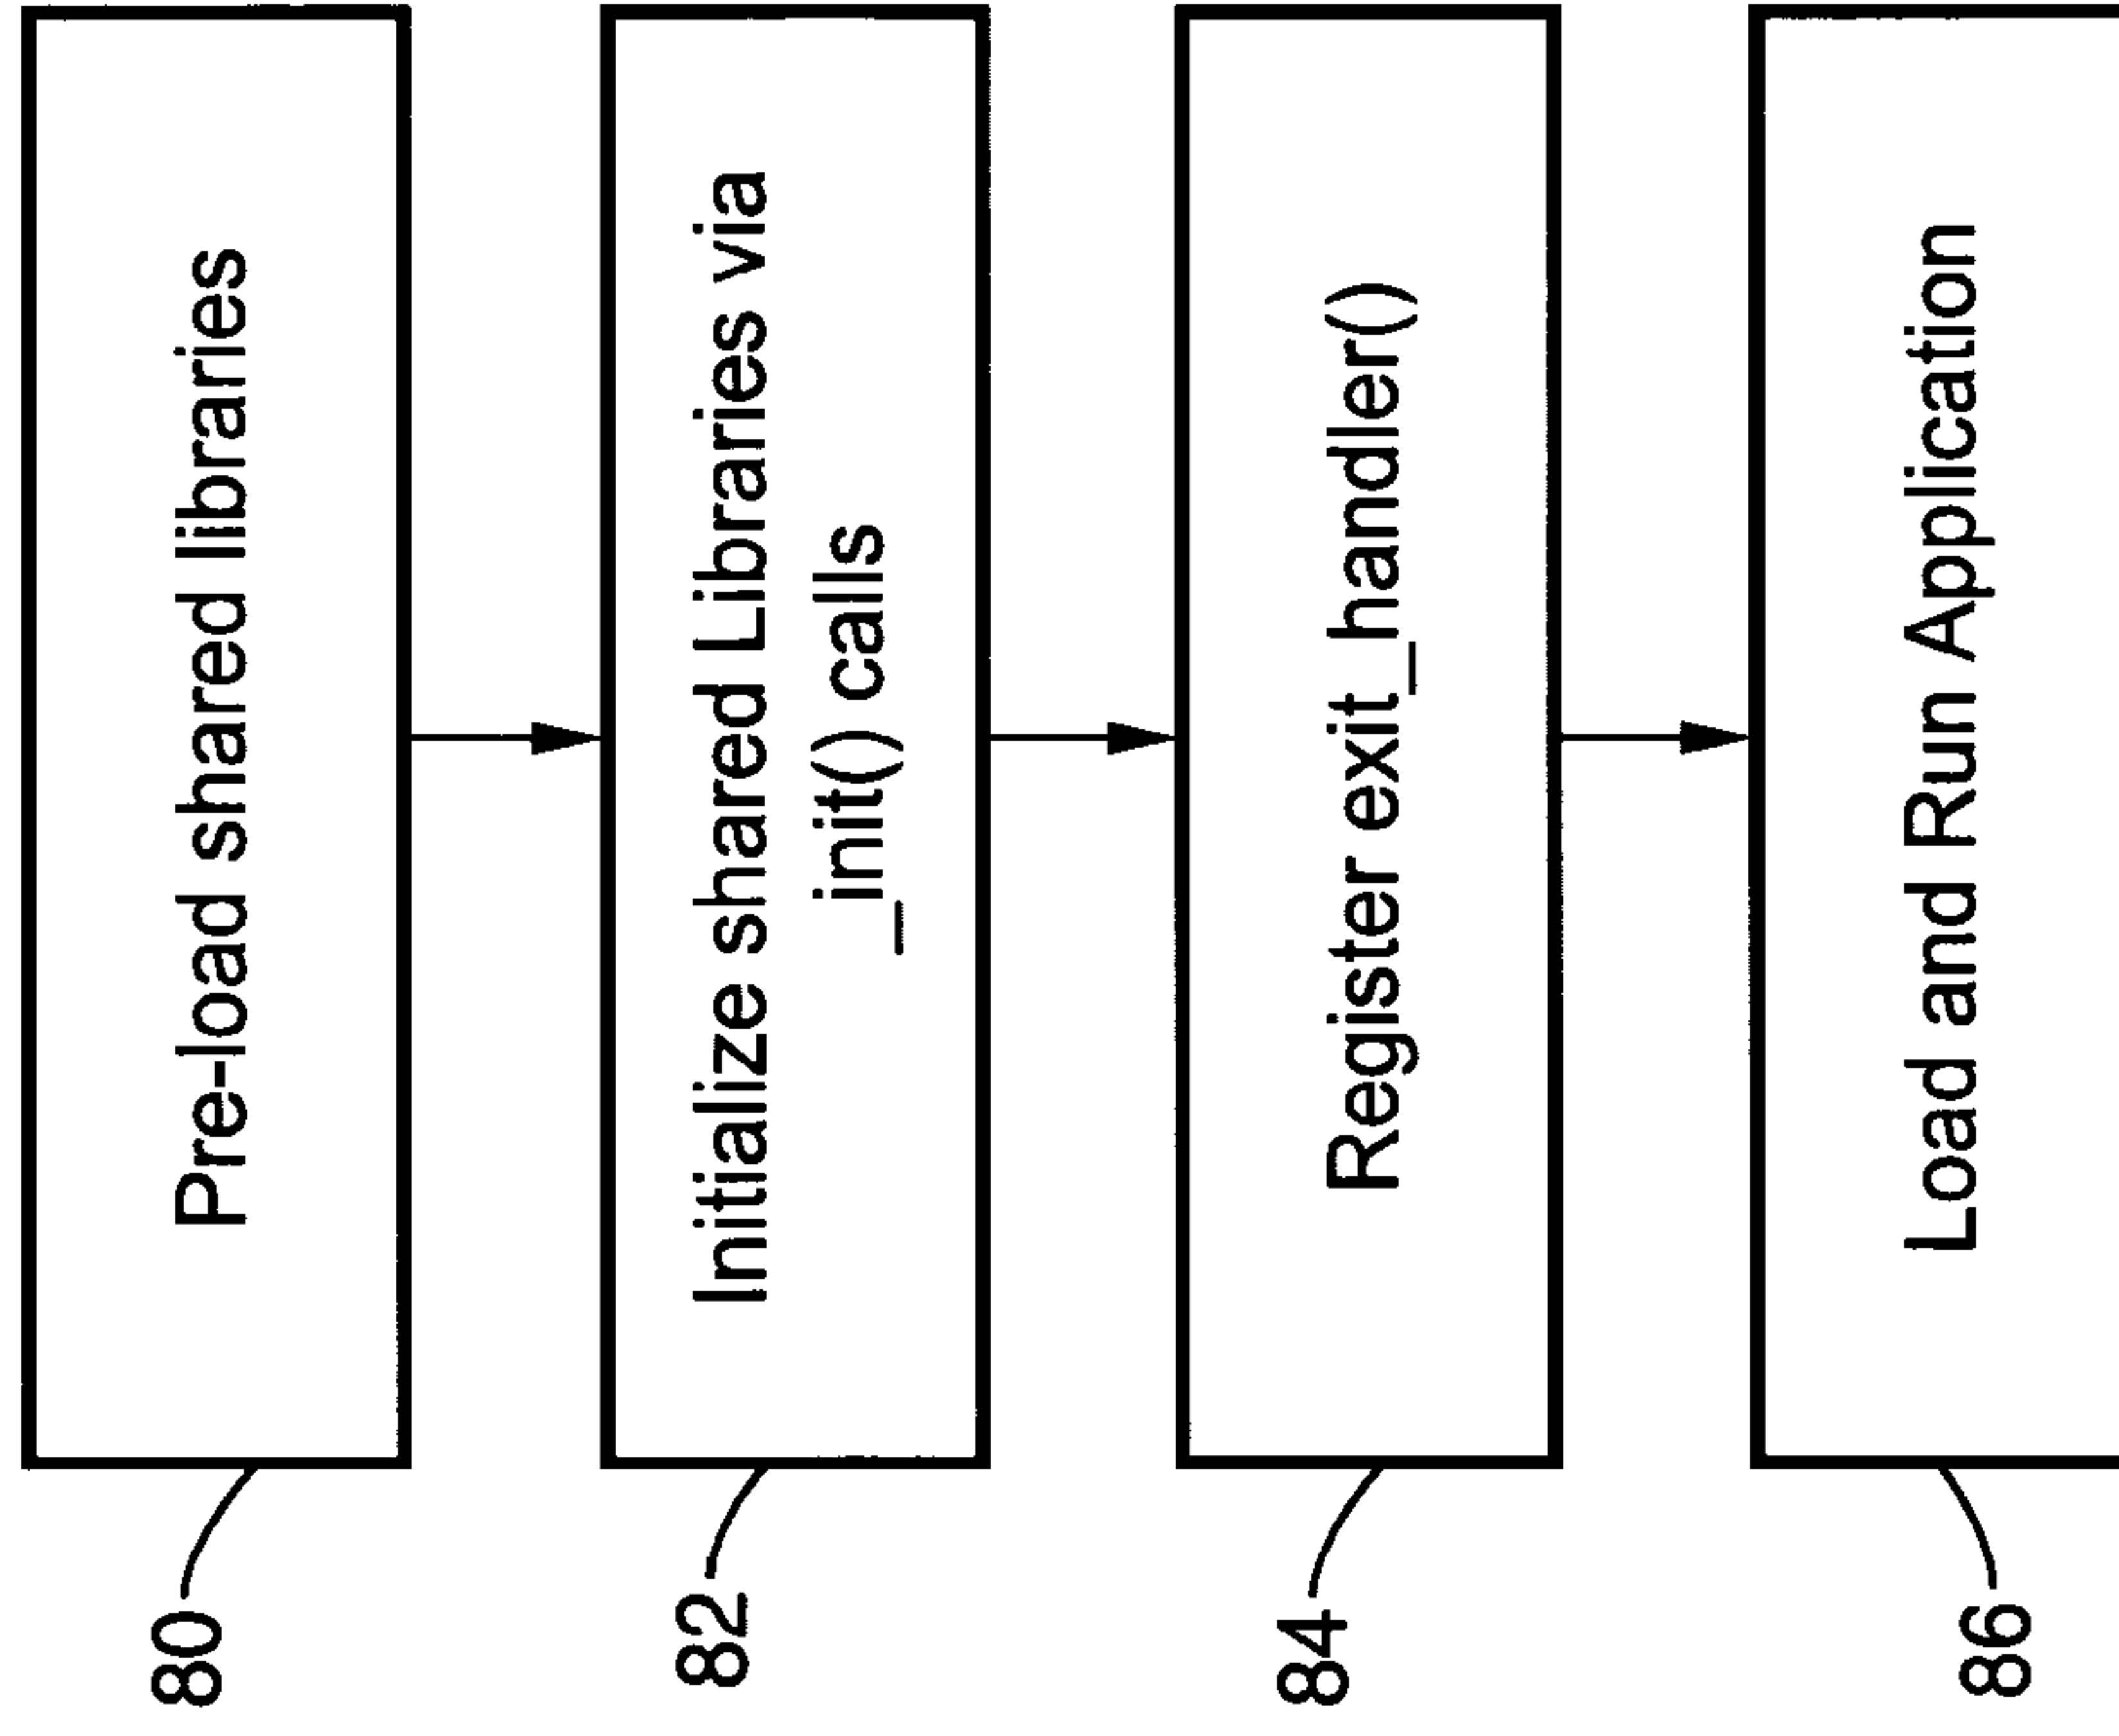 80
Pre-load shared libraries
82
Initialize shared Libraries via
_init() calls
84
Register exit_handler()
86
Load and Run Application